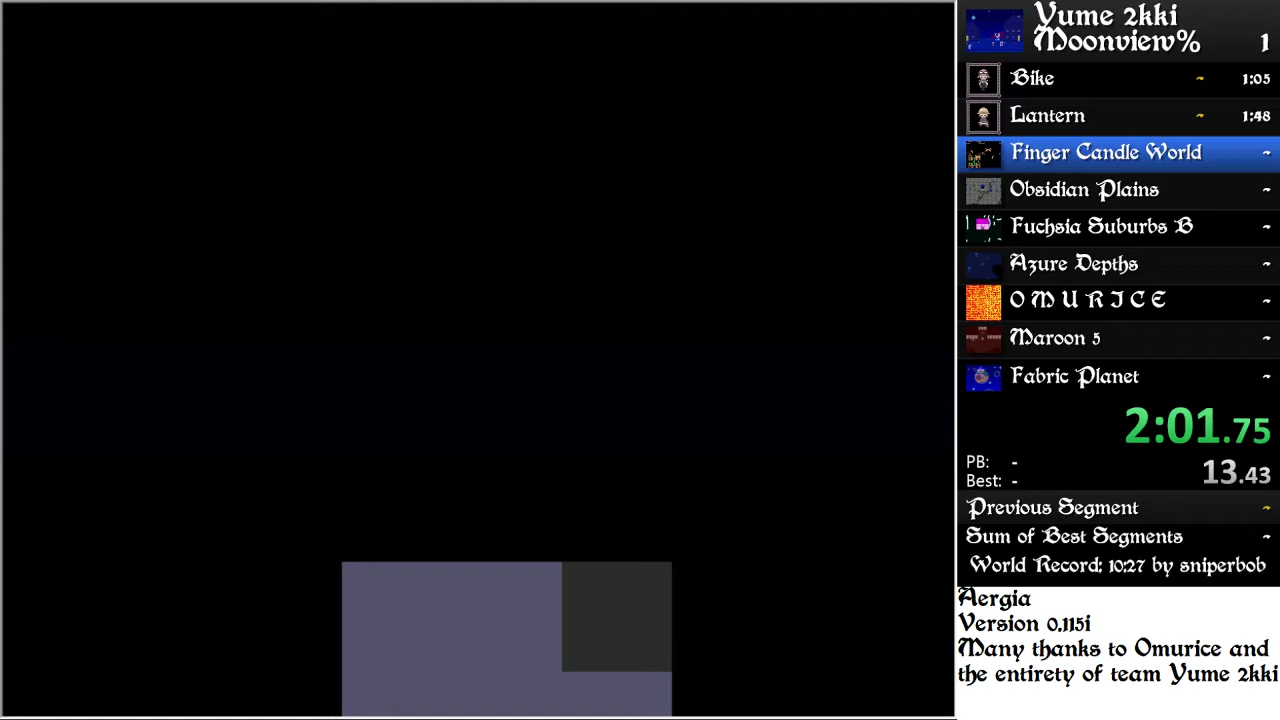 Yume 2kki
Moonview% 1
Bike ~ 1:05
Lantern ~ 1:48
Finger Candle World ~
Obsidian Plains ~
Fuchsia Suburbs B ~
Azure Depths ~
O M U R I C E ~
Maroon 5 ~
Fabric Planet ~
2:01.75
PB: -
13.43
Best: -
Previous Segment ~
Sum of Best Segments ~
World Record: 10:27 by sniperbob
Aergia
Version 0.115i
Many thanks to Omurice and
the entirety of team Yume 2kki